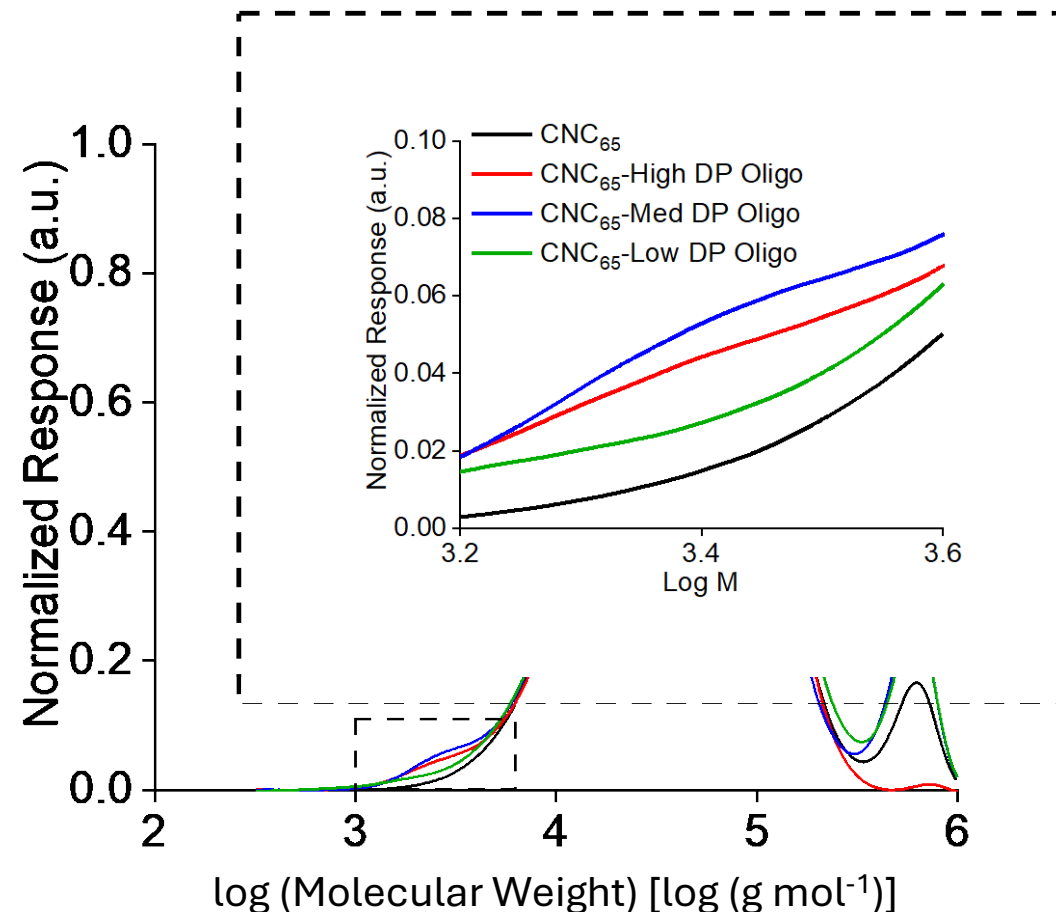 Normalized Response (a.u.)
1.0
0.8
0.6
0.4
0.2
0.0
2 3 4 5 6
log (Molecular Weight) [log (g mol⁻¹)]
Normalized Response (a.u.)
0.10
0.08
0.06
0.04
0.02
0.00
3.2 3.4 3.6
Log M
CNC₆₅
CNC₆₅-High DP Oligo
CNC₆₅-Med DP Oligo
CNC₆₅-Low DP Oligo